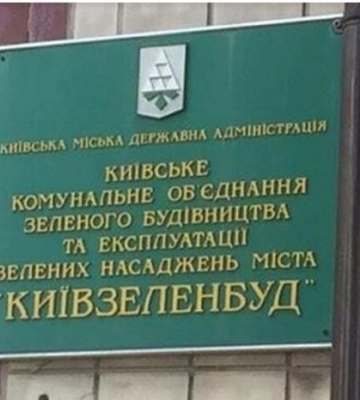 КИЇВСЬКА МІСЬКА ДЕРЖАВНА АДМІНІСТРАЦІЯ
КИЇВСЬКЕ
КОМУНАЛЬНЕ ОБ'ЄДНАННЯ
ЗЕЛЕНОГО БУДІВНИЦТВА
ТА ЕКСПЛУАТАЦІЇ
ЗЕЛЕНИХ НАСАДЖЕНЬ МІСТА
"КИЇВЗЕЛЕНБУД"